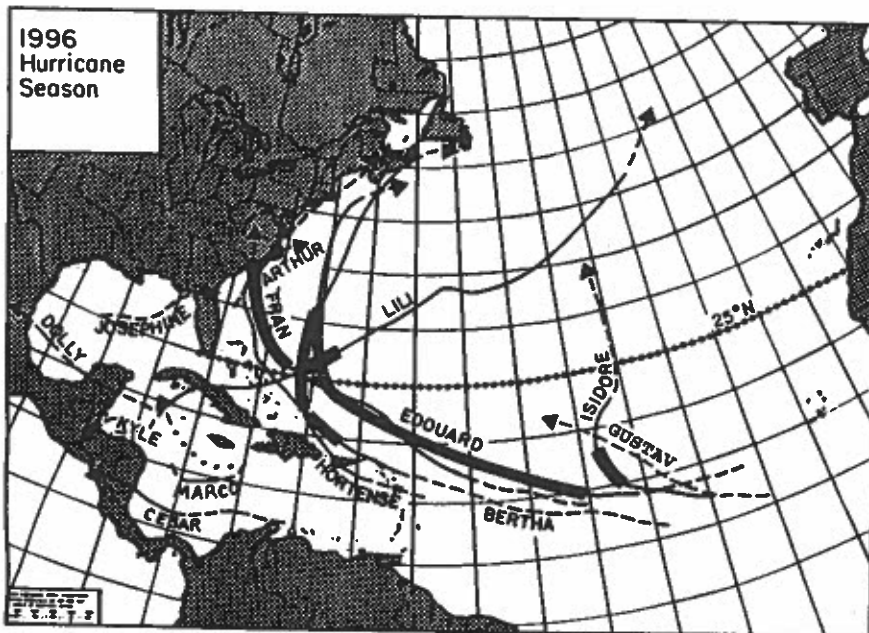 1996
Hurricane
Season
ARTHUR
FRAN
LILI
JOSEPHINE
DOLLY
25°N
ISIDORE
EDOUARD
GUSTAV
KYLE
HORTENSE
MARCO
BERTHA
CESAR